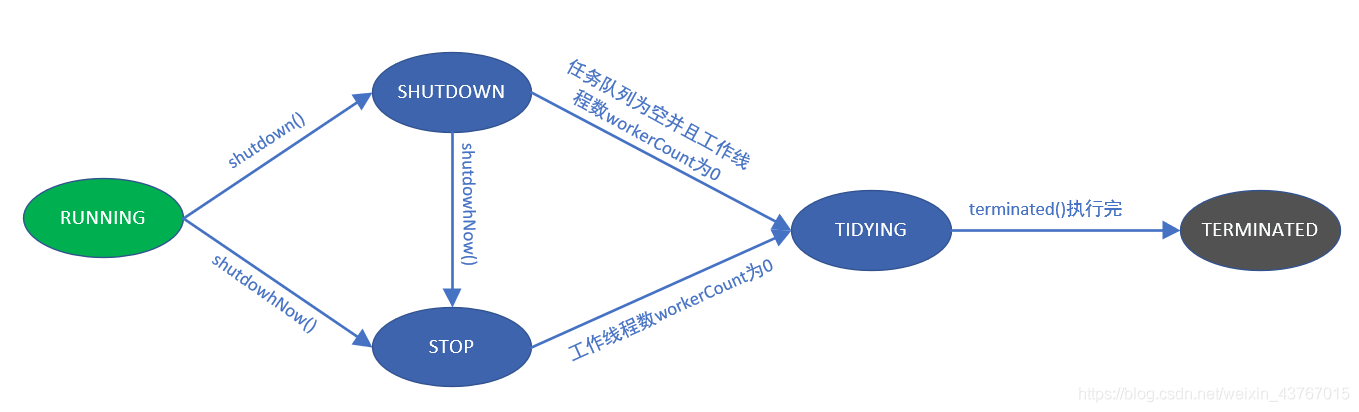 SHUTDOWN
任务队列为空并且工作线
程数workerCount为0
shutdown()
shutdowhNow()
RUNNING
TIDYING
terminated()执行完
TERMINATED
shutdowhNow()
工作线程数workerCount为0
STOP
https://blog.csdn.net/weixin_43767015